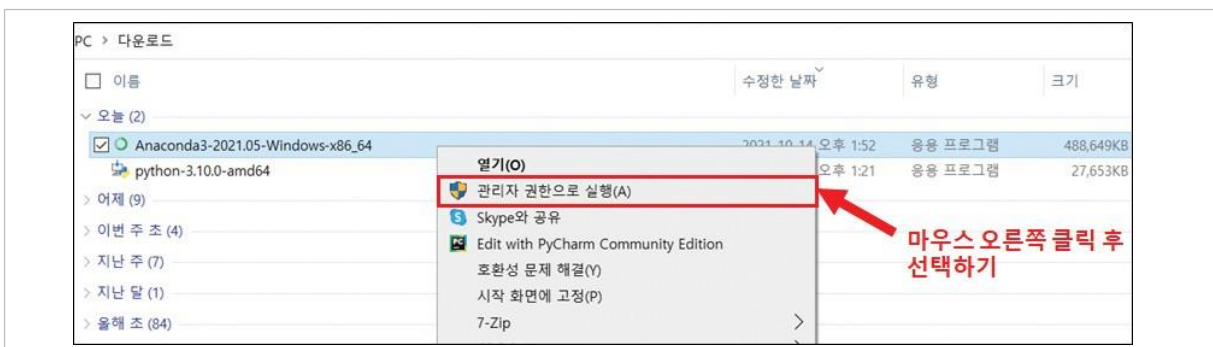 PC > 다운로드
이름 수정한 날짜 유형 크기
오늘 (2)
Anaconda3-2021.05-Windows-x86_64 2021-10-14 오후 1:52 응용 프로그램 488,649KB
python-3.10.0-amd64 오후 1:21 응용 프로그램 27,653KB
어제 (9)
이번 주 초 (4)
지난 주 (7)
지난 달 (1)
올해 초 (84)
열기(O)
관리자 권한으로 실행(A)
Skype와 공유
Edit with PyCharm Community Edition
호환성 문제 해결(Y)
시작 화면에 고정(P)
7-Zip
마우스 오른쪽 클릭 후
선택하기